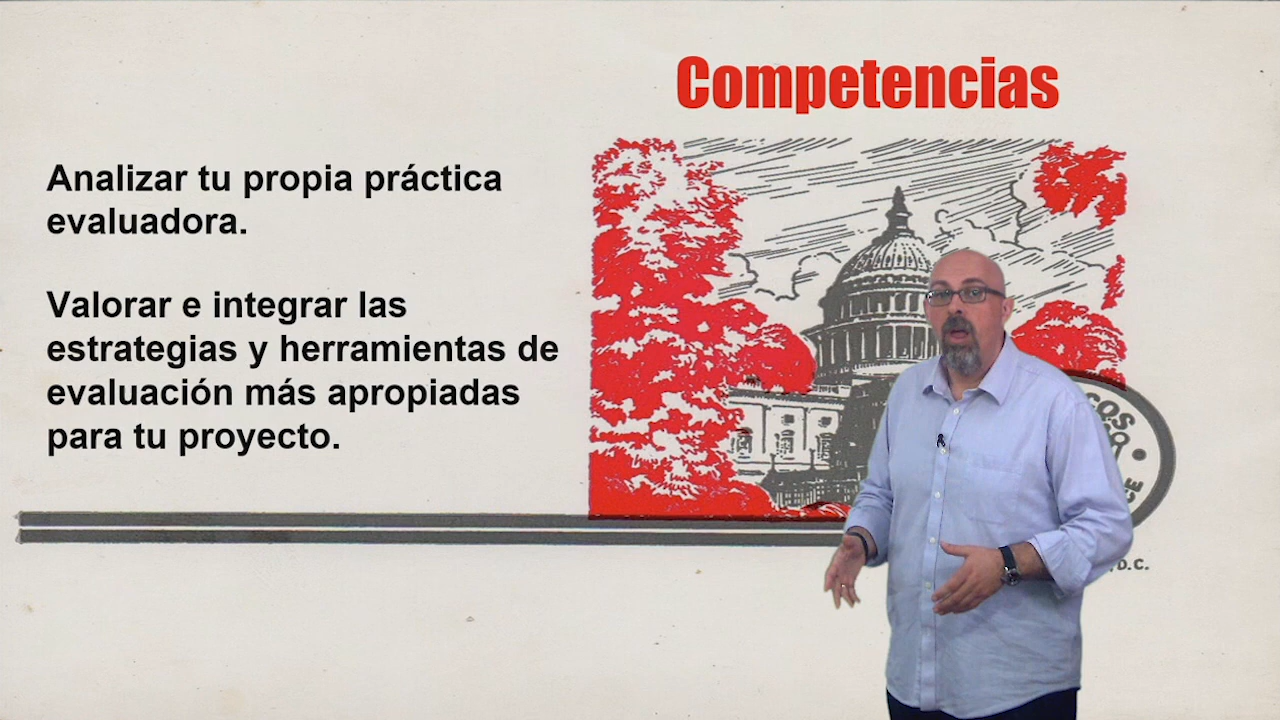 Competencias
Analizar tu propia práctica
evaluadora.
Valorar e integrar las
estrategias y herramientas de
evaluación más apropiadas
para tu proyecto.
D.C.